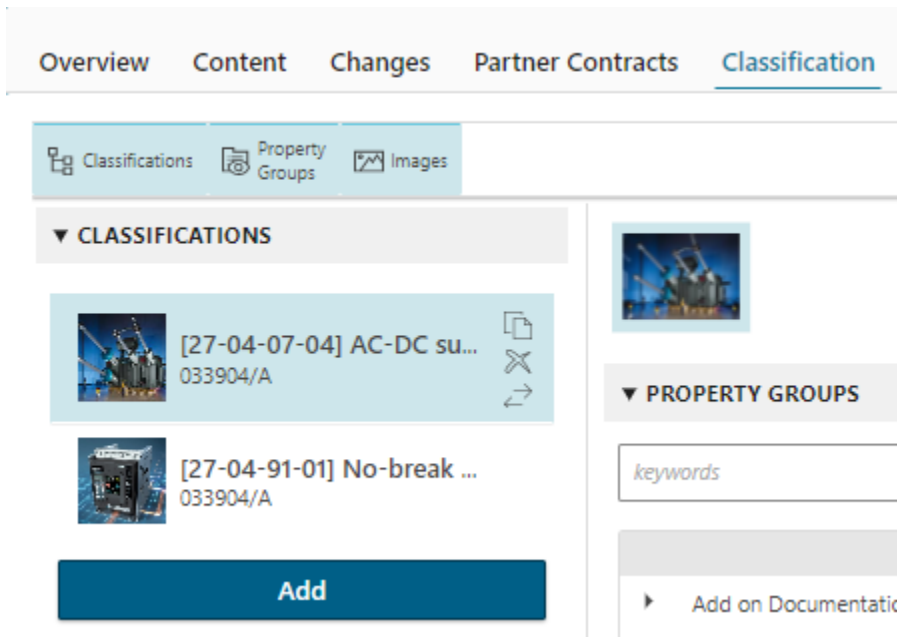 Overview Content Changes Partner Contracts Classification
Classifications
Property
Groups
Images
CLASSIFICATIONS
[27-04-07-04] AC-DC su...
033904/A
[27-04-91-01] No-break ...
033904/A
Add
PROPERTY GROUPS
keywords
Add on